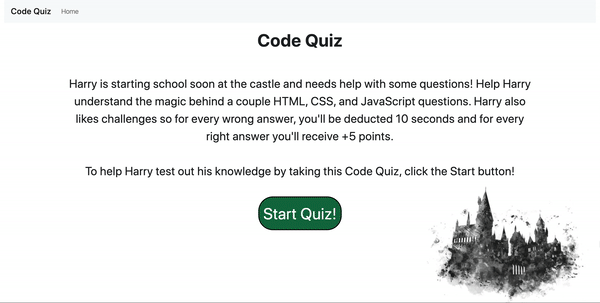 Code Quiz Home
Code Quiz
Harry is starting school soon at the castle and needs help with some questions! Help Harry
understand the magic behind a couple HTML, CSS, and JavaScript questions. Harry also
likes challenges so for every wrong answer, you'll be deducted 10 seconds and for every
right answer you'll receive +5 points.
To help Harry test out his knowledge by taking this Code Quiz, click the Start button!
Start Quiz!